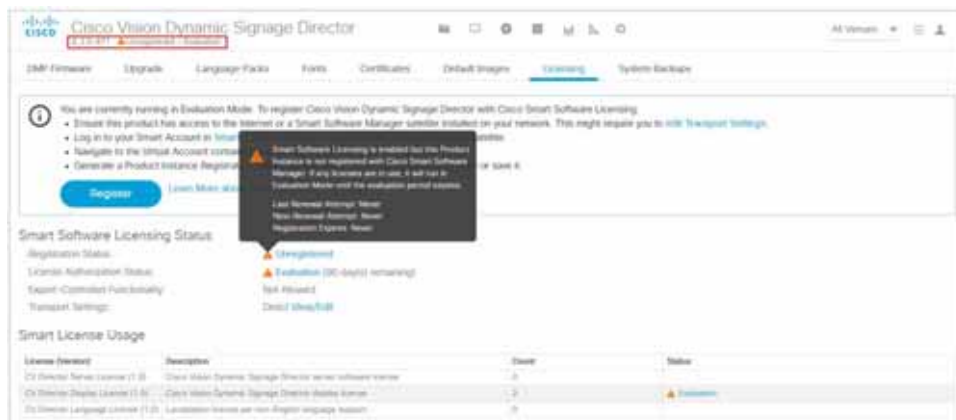 CISCO
Cisco Vision Dynamic Signage Director
Unregistered - Evaluation
All Venues
DMP Firmware Upgrade Language Packs Fonts Certificates Default Images Licensing System Backups
You are currently running in Evaluation Mode. To register Cisco Vision Dynamic Signage Director with Cisco Smart Software Licensing:
• Ensure this product has access to the Internet or a Smart Software Manager satellite installed on your network. This might require you to Edit Transport Settings.
• Log in to your Smart Account in Smart
• Navigate to the Virtual Account
• Generate a Product Instance or save it.
Register
Learn More about
Smart Software Licensing is enabled but this Product
Instance is not registered with Cisco Smart Software
Manager. If any licenses are in use, it will run in
Evaluation Mode until the evaluation period expires.
Last Renewal Attempt: Never
Next Renewal Attempt: Never
Registration Expires: Never
Smart Software Licensing Status
Registration Status Unregistered
License Authorization Status Evaluation (90 day(s) remaining)
Export-Controlled Functionality Not Allowed
Transport Settings Direct View/Edit
Smart License Usage
License (Version) Description Count Status
CV Director Server License (1.0) Cisco Vision Dynamic Signage Director server software license 0
CV Director Display License (1.0) Cisco Vision Dynamic Signage Director display license 2 Evaluation
CV Director Language License (1.0) Localization license per non-English language support 0